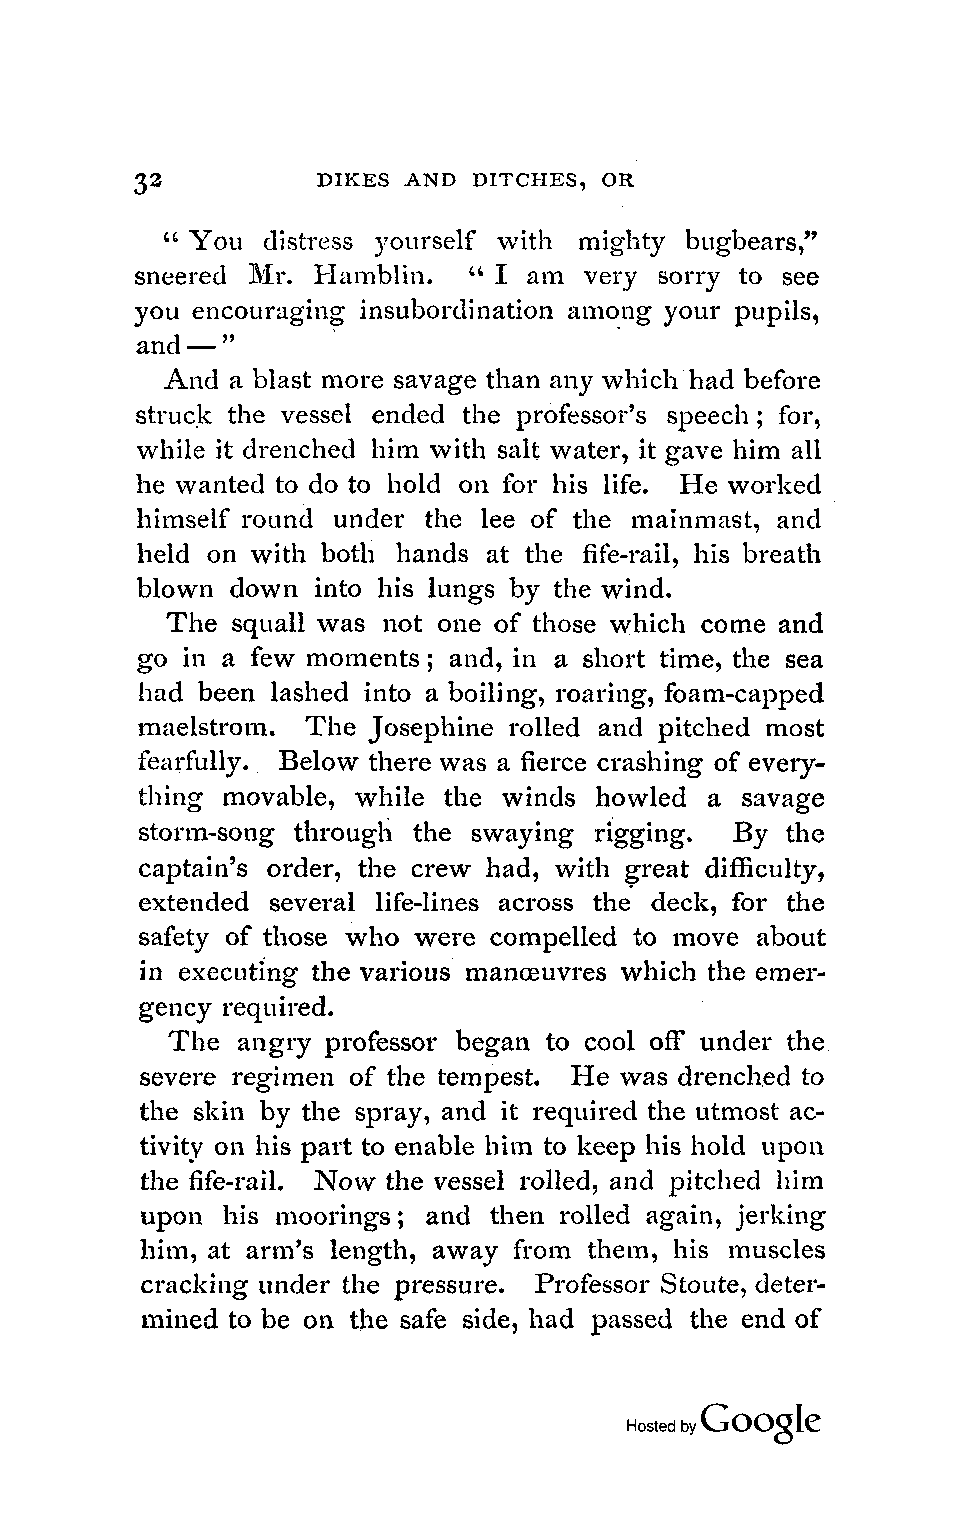 32 DIKES AND DITCHES, OR
“ You distress yourself with mighty bugbears,”
sneered Mr. Hamblin. “ I am very sorry to see
you encouraging insubordination among your pupils,
and — ”
And a blast more savage than any which had before
struck the vessel ended the professor’s speech ; for,
while it drenched him with salt water, it gave him all
he wanted to do to hold on for his life. He worked
himself round under the lee of the mainmast, and
held on with both hands at the fife-rail, his breath
blown down into his lungs by the wind.
The squall was not one of those which come and
go in a few moments ; and, in a short time, the sea
had been lashed into a boiling, roaring, foam-capped
maelstrom. The Josephine rolled and pitched most
fearfully. Below there was a fierce crashing of every-
thing movable, while the winds howled a savage
storm-song through the swaying rigging. By the
captain’s order, the crew had, with great difficulty,
extended several life-lines across the deck, for the
safety of those who were compelled to move about
in executing the various manœuvres which the emer-
gency required.
The angry professor began to cool off under the
severe regimen of the tempest. He was drenched to
the skin by the spray, and it required the utmost ac-
tivity on his part to enable him to keep his hold upon
the fife-rail. Now the vessel rolled, and pitched him
upon his moorings ; and then rolled again, jerking
him, at arm’s length, away from them, his muscles
cracking under the pressure. Professor Stoute, deter-
mined to be on the safe side, had passed the end of
Hosted by Google